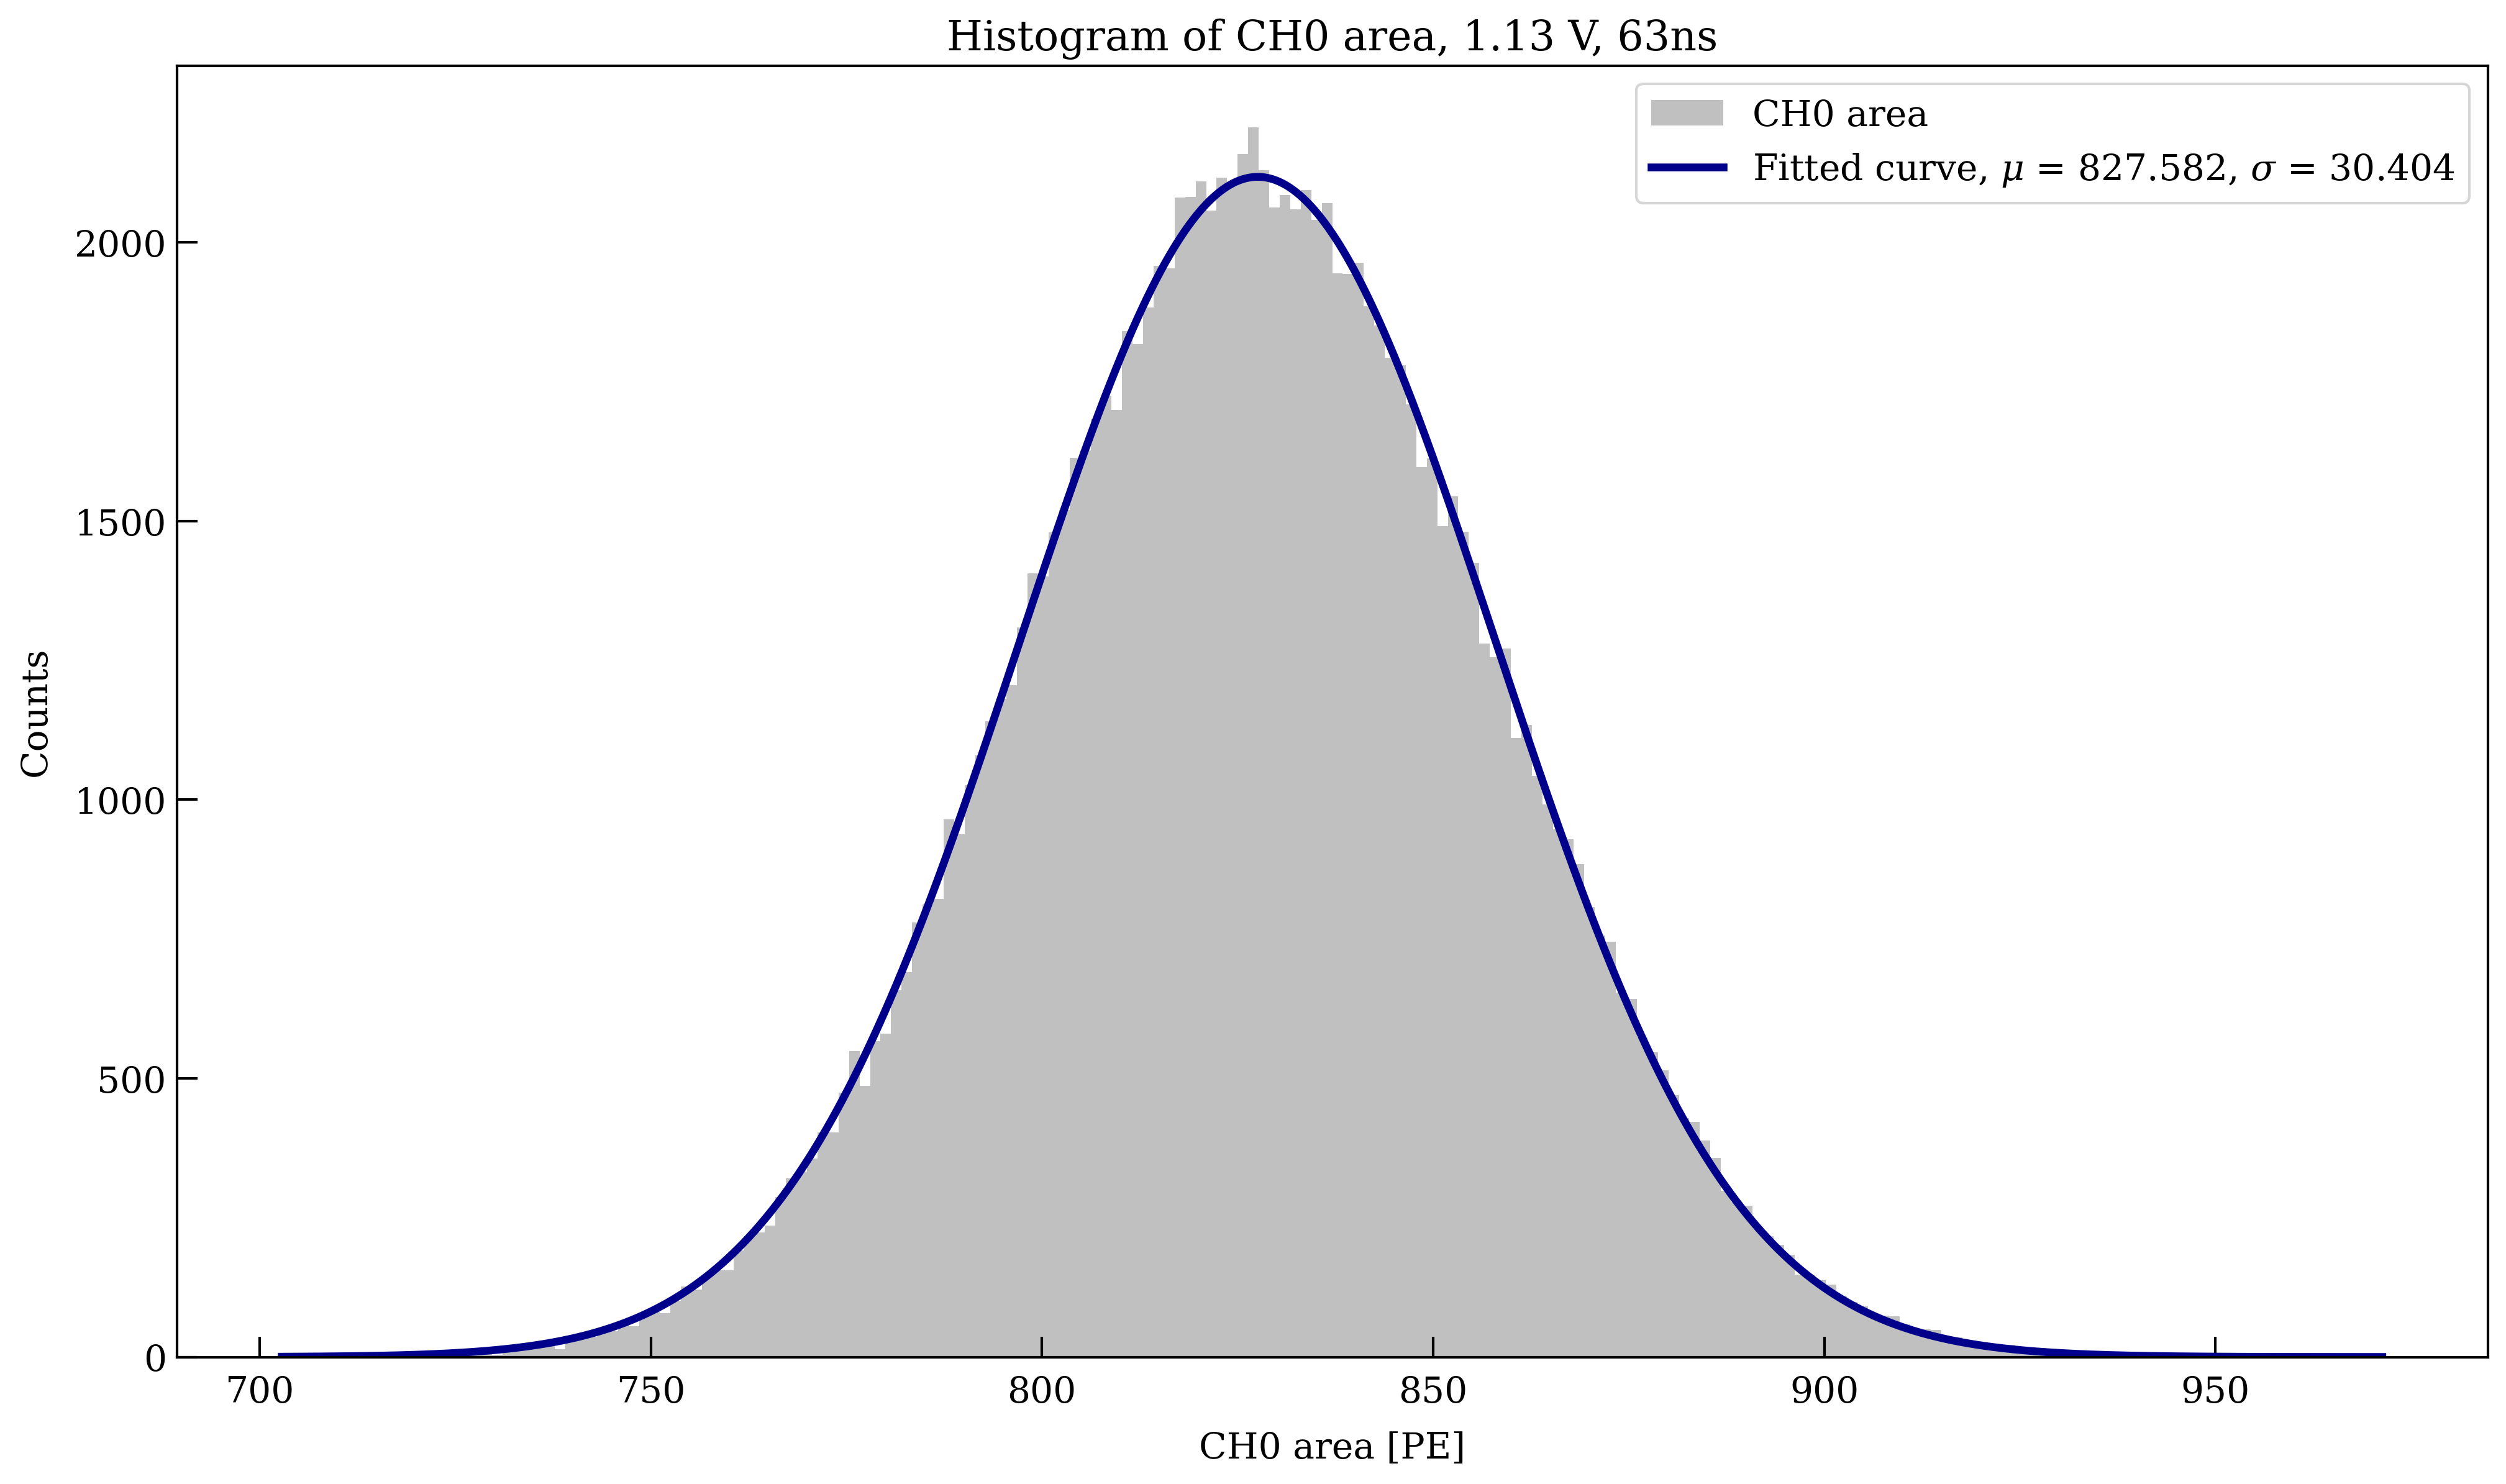 Histogram of CH0 area, 1.13 V, 63ns
CH0 area
Fitted curve, μ = 827.582, σ = 30.404
2000
1500
1000
500
0
Counts
700 750 800 850 900 950
CH0 area [PE]